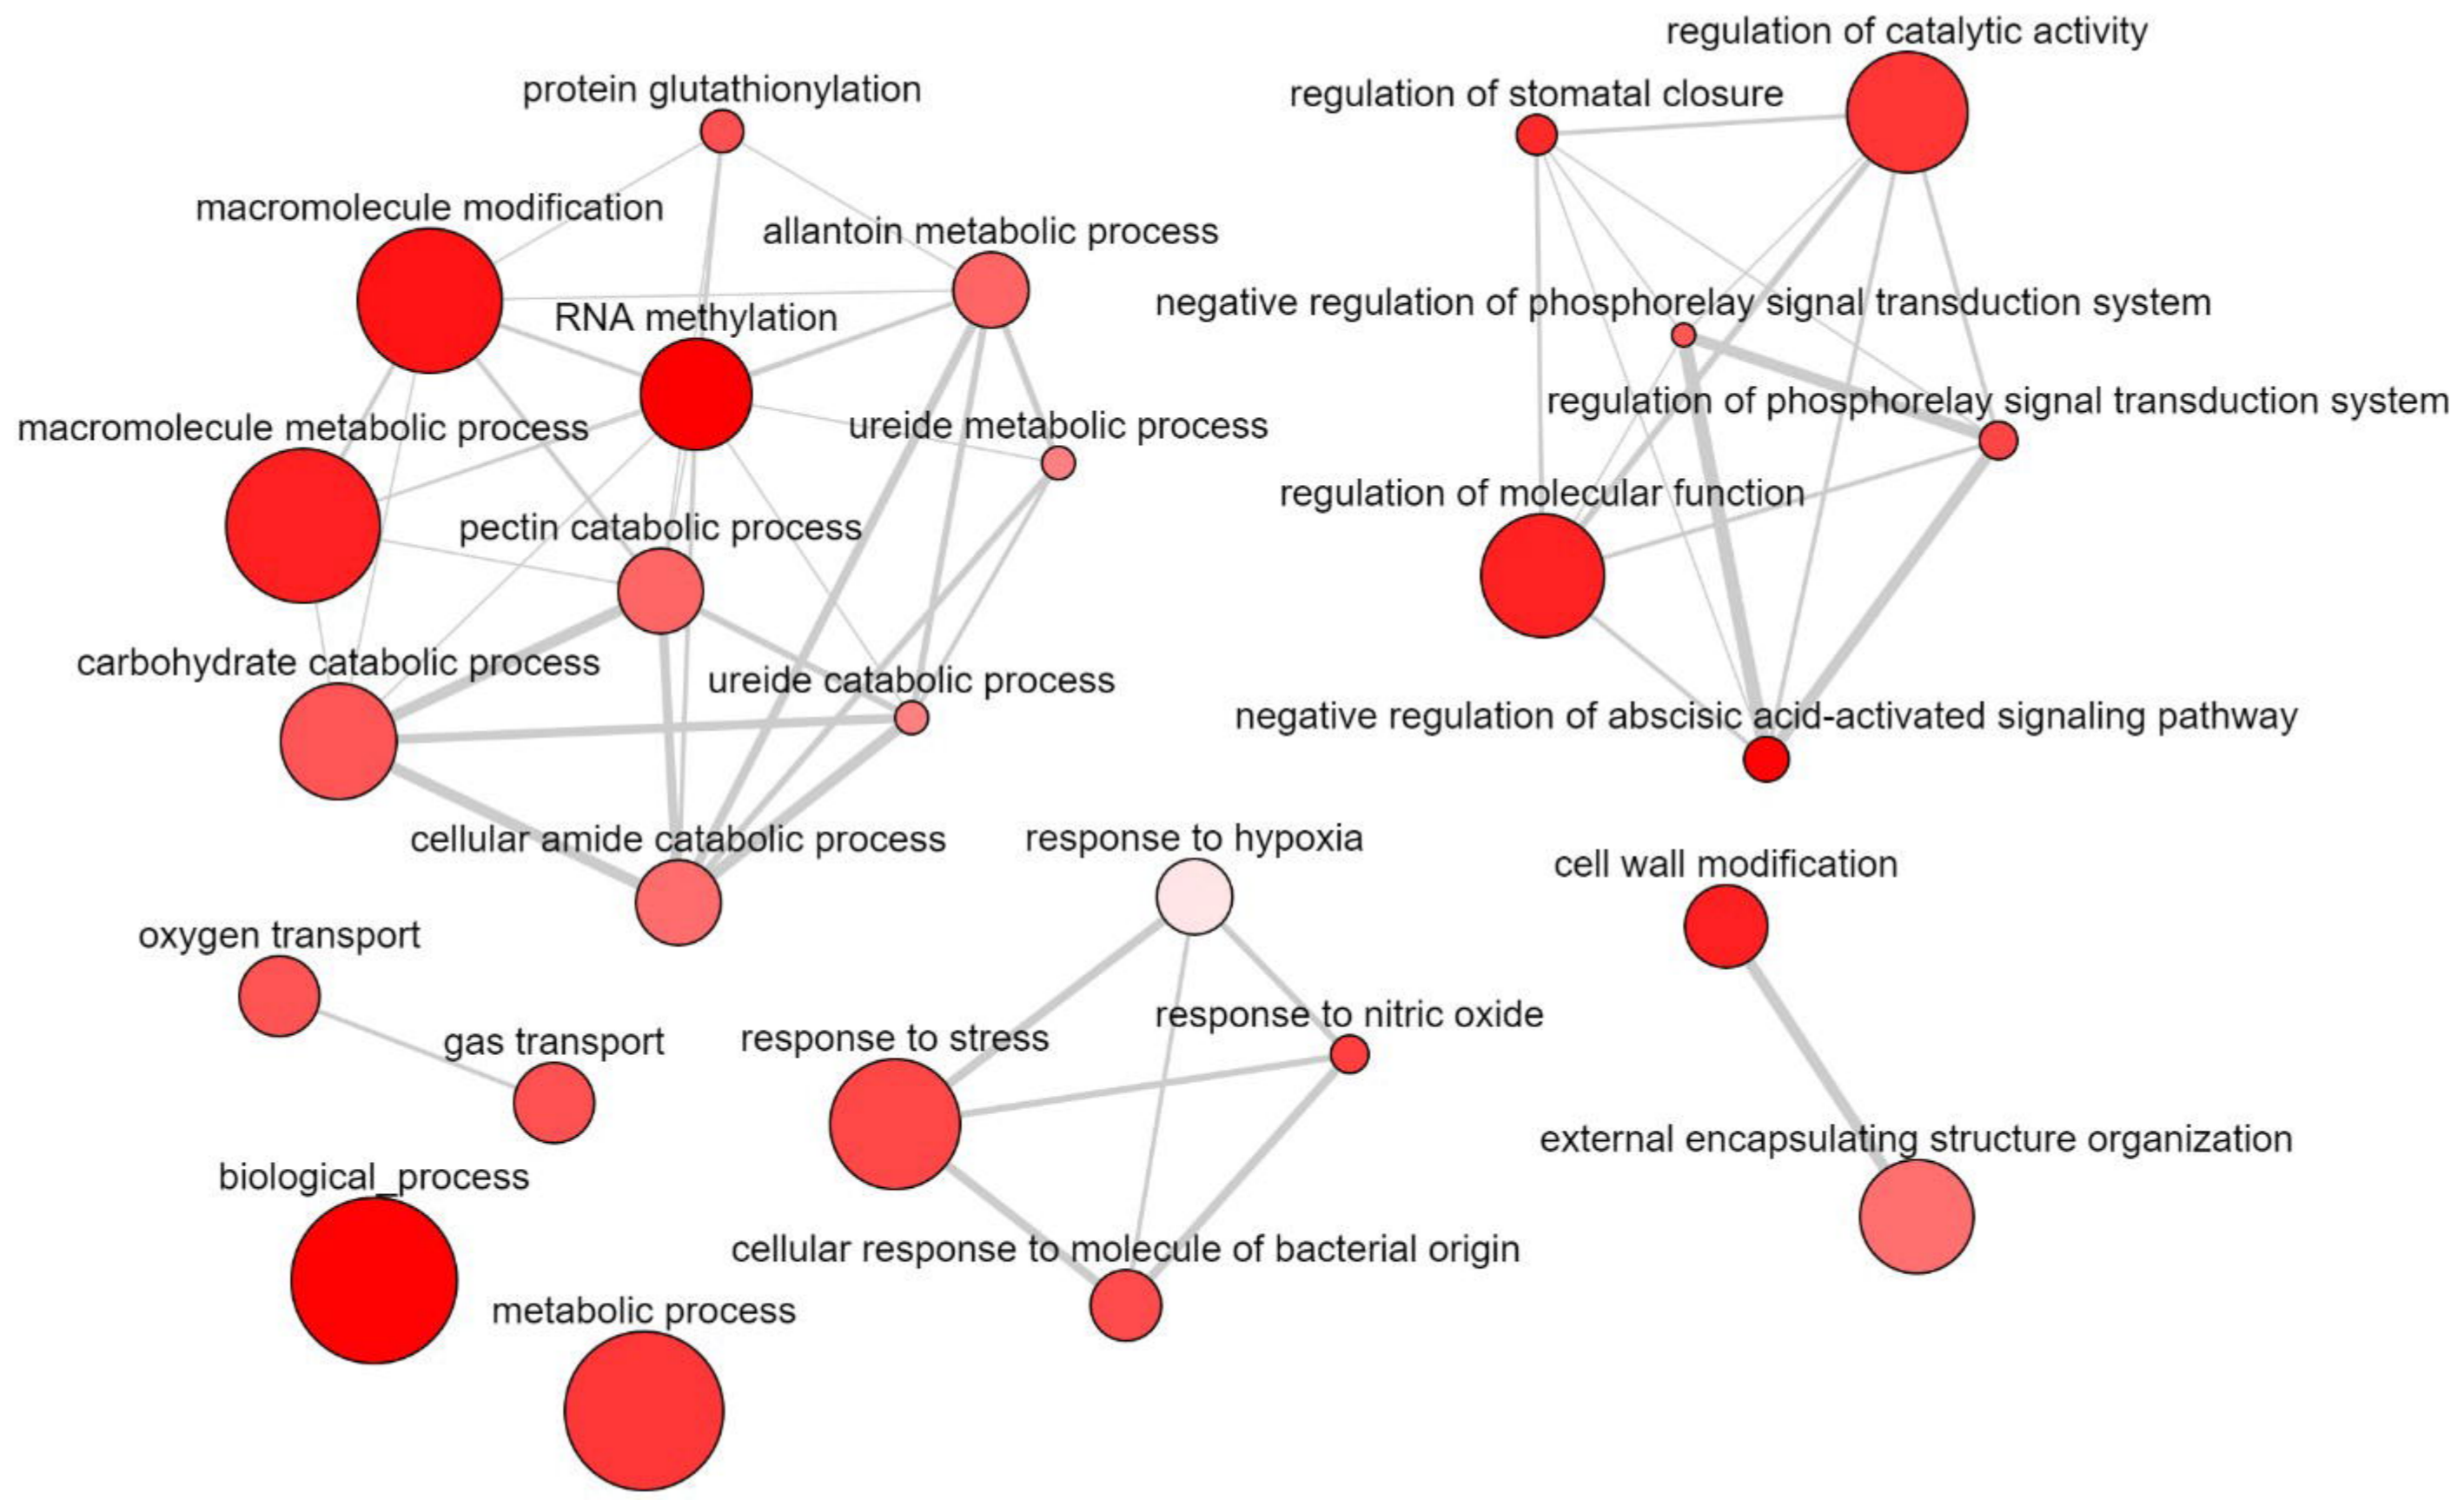 regulation of catalytic activity
protein glutathionylation
regulation of stomatal closure
macromolecule modification
allantoin metabolic process
RNA methylation
negative regulation of phosphorelay signal transduction system
regulation of phosphorelay signal transduction system
macromolecule metabolic process
ureide metabolic process
regulation of molecular function
pectin catabolic process
carbohydrate catabolic process
ureide catabolic process
negative regulation of abscisic acid-activated signaling pathway
cellular amide catabolic process
response to hypoxia
cell wall modification
oxygen transport
response to nitric oxide
gas transport
response to stress
external encapsulating structure organization
biological_process
cellular response to molecule of bacterial origin
metabolic process